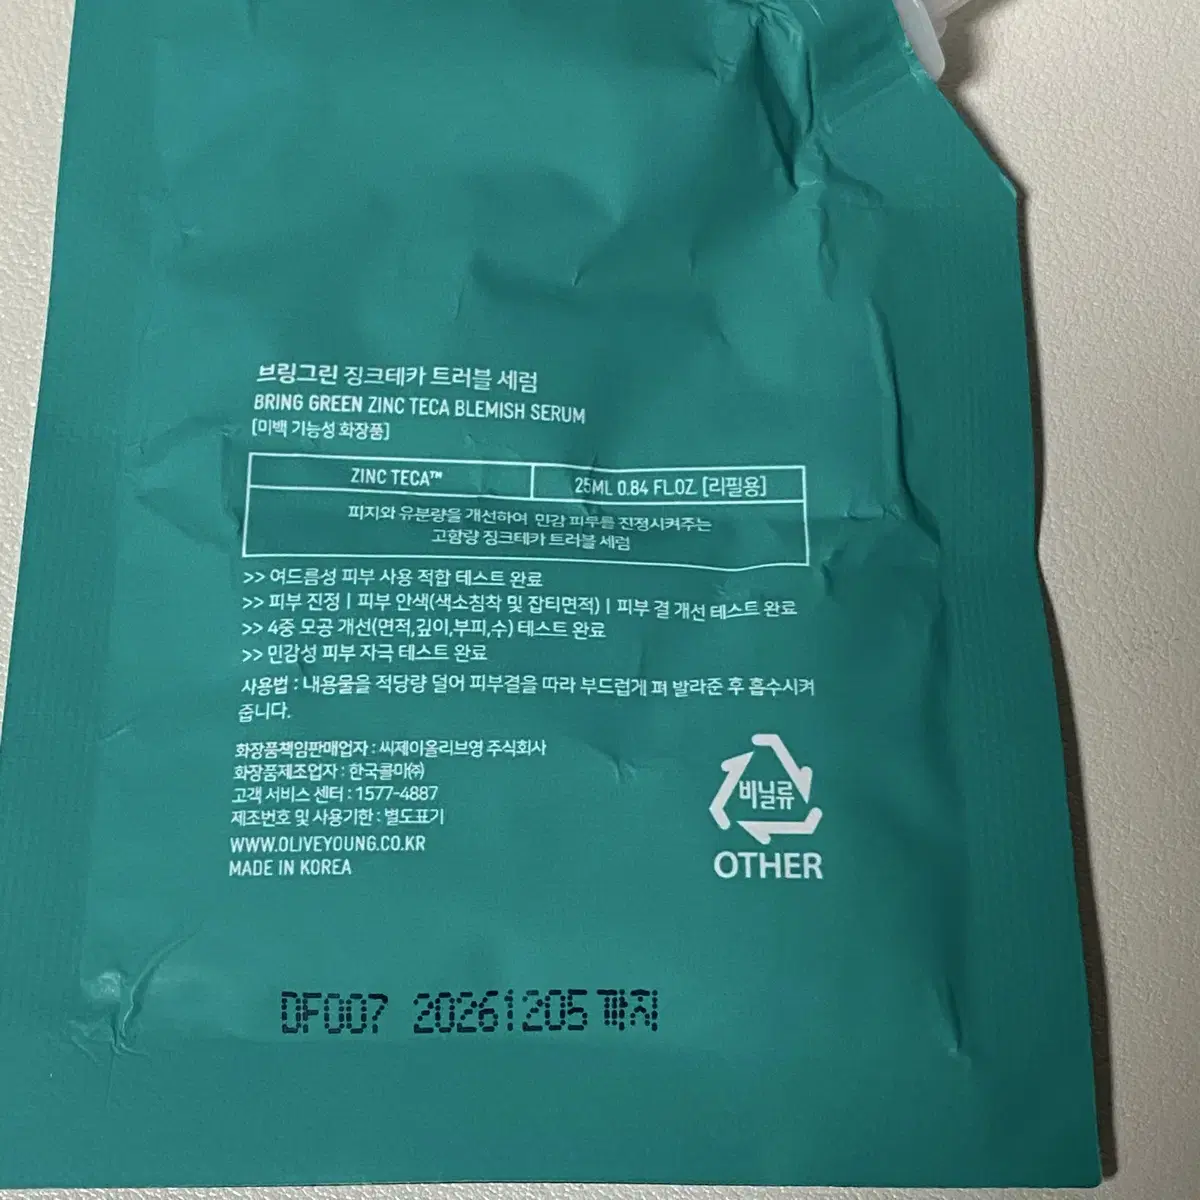 브링그린 징크테카 트러블 세럼
BRING GREEN ZINC TECA BLEMISH SERUM
[미백 기능성 화장품]
ZINC TECA™
25ML 0.84 FL.OZ. [리필용]
피지와 유분량을 개선하여 민감 피부를 진정시켜주는
고함량 징크테카 트러블 세럼
>> 여드름성 피부 사용 적합 테스트 완료
>> 피부 진정 | 피부 안색(색소침착 및 잡티면적) | 피부 결 개선 테스트 완료
>> 4중 모공 개선(면적,깊이,부피,수) 테스트 완료
>> 민감성 피부 자극 테스트 완료
사용법 : 내용물을 적당량 덜어 피부결을 따라 부드럽게 펴 발라준 후 흡수시켜
줍니다.
화장품책임판매업자 : 씨제이올리브영 주식회사
화장품제조업자 : 한국콜마㈜
고객 서비스 센터 : 1577-4887
제조번호 및 사용기한 : 별도표기
WWW.OLIVEYOUNG.CO.KR
MADE IN KOREA
비닐류
OTHER
DF007 20261205 까지